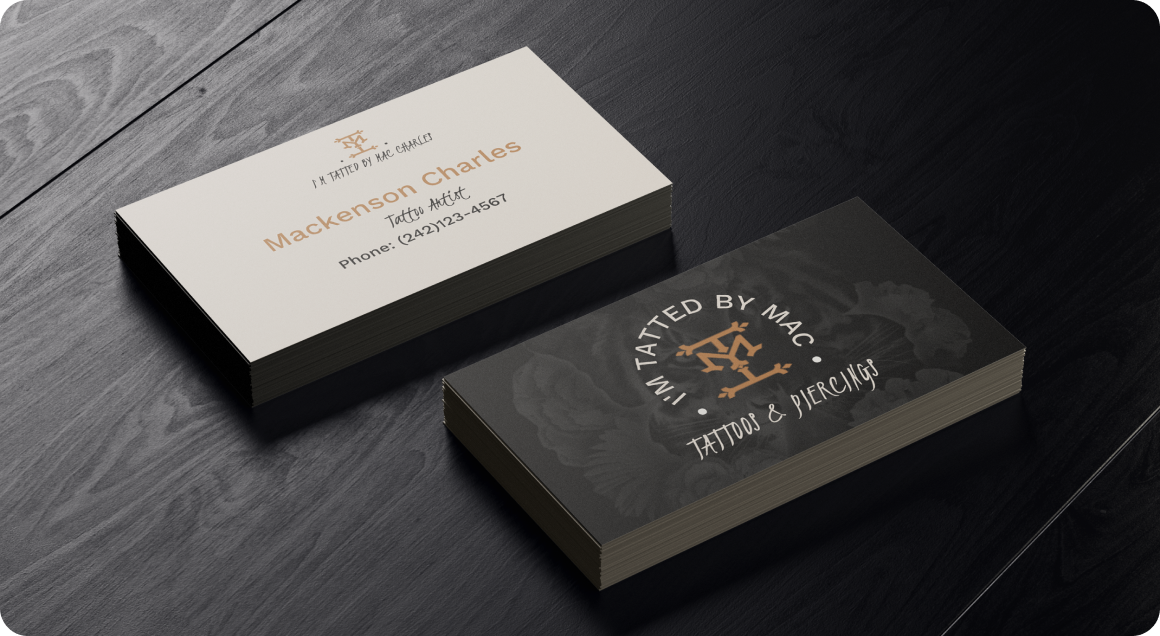 I'M TATTED BY MAC CHARLES
Mackenson Charles
Tattoo Artist
Phone: (242)123-4567
I'M TATTED BY MAC
TATTOOS & PIERCINGS